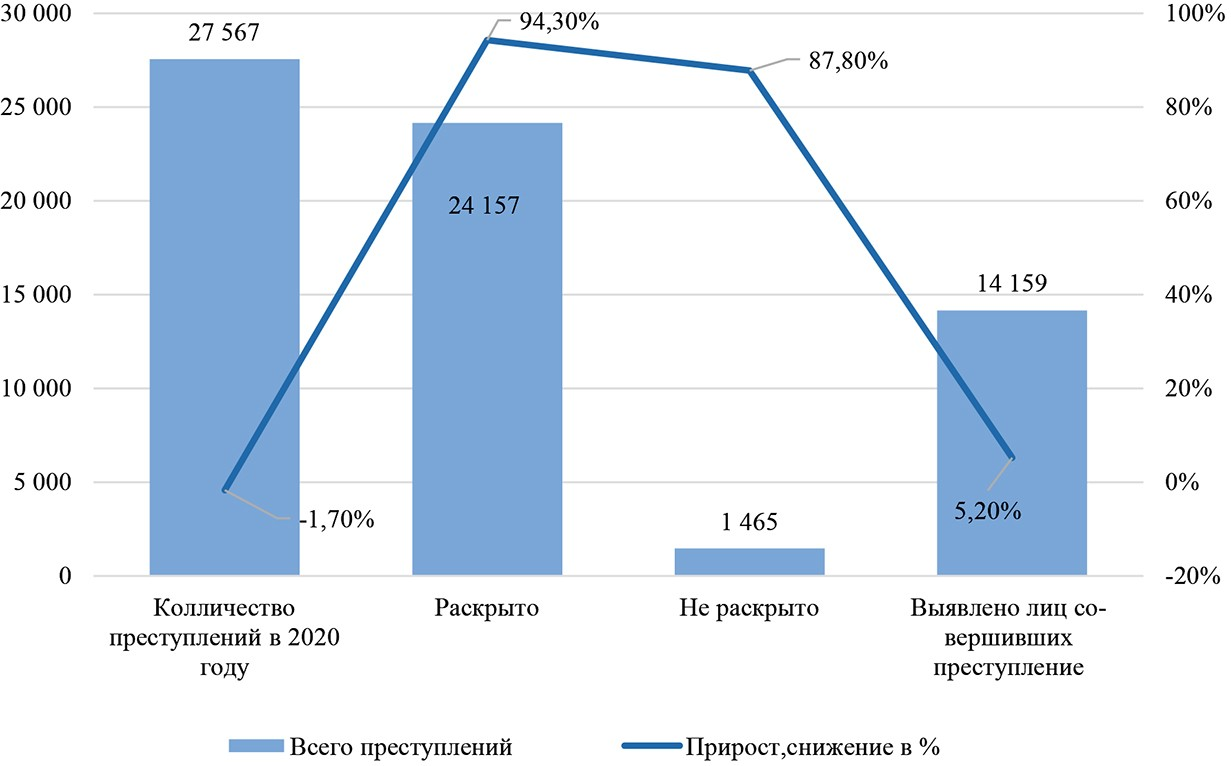 30 000
25 000
20 000
15 000
10 000
5 000
0
100%
80%
60%
40%
20%
0%
-20%
27 567
24 157
1 465
14 159
-1,70%
94,30%
87,80%
5,20%
Колличество
преступлений в 2020
году
Раскрыто
Не раскрыто
Выявлено лиц со-
вершивших
преступление
Всего преступлений
Прирост,снижение в %